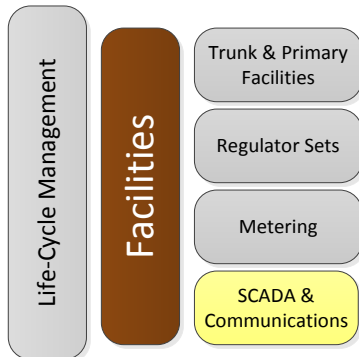 Life-Cycle Management
Facilities
Trunk & Primary
Facilities
Regulator Sets
Metering
SCADA &
Communications